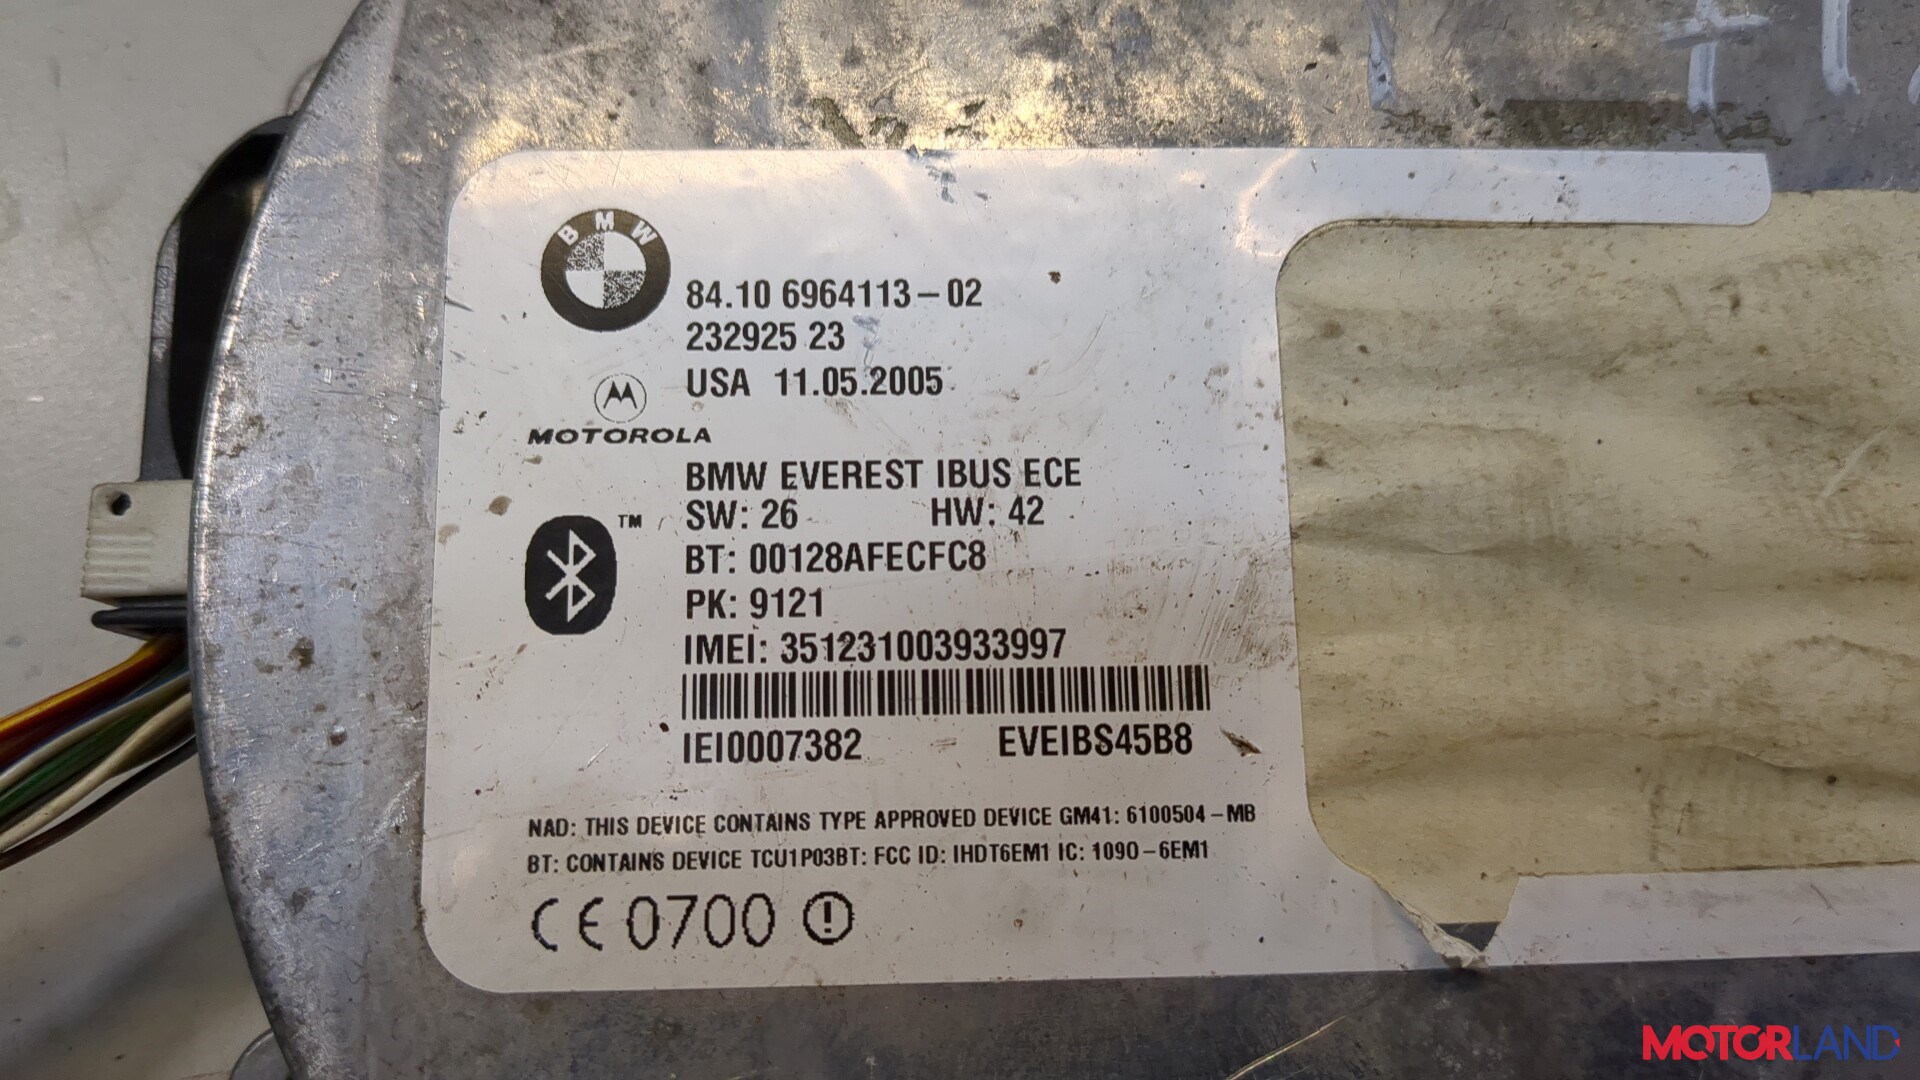 BMW
84.10 6964113-02
232925 23
USA 11.05.2005
MOTOROLA
BMW EVEREST IBUS ECE
TM SW: 26 HW: 42
BT: 00128AFECFC8
PK: 9121
IMEI: 351231003933997
IEI0007382 EVEIBS45B8
NAD: THIS DEVICE CONTAINS TYPE APPROVED DEVICE GM41: 6100504-MB
BT: CONTAINS DEVICE TCU1P03BT: FCC ID: IHDT6EM1 IC: 1090-6EM1
CE 0700
MOTORLAND